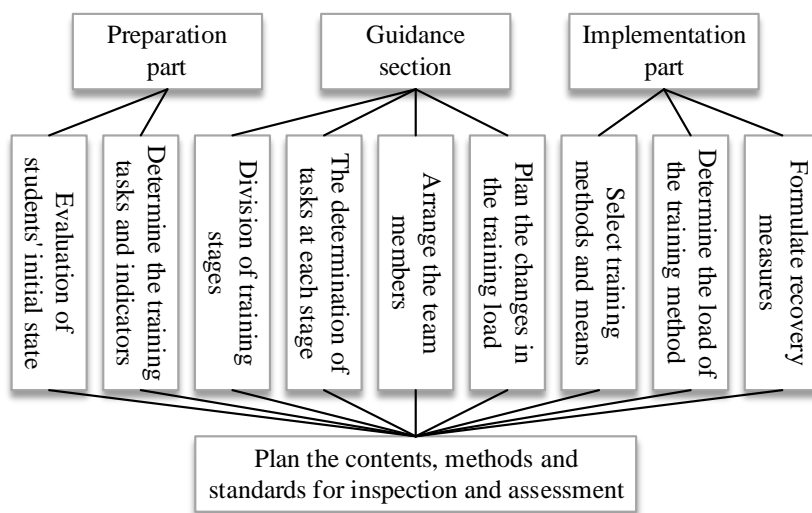 Preparation
part
Guidance
section
Implementation
part
Evaluation of
students' initial state
Determine the training
tasks and indicators
Division of training
stages
The determination of
tasks at each stage
Arrange the team
members
Plan the changes in
the training load
Select training
methods and means
Determine the load of
the training method
Formulate recovery
measures
Plan the contents, methods and
standards for inspection and assessment